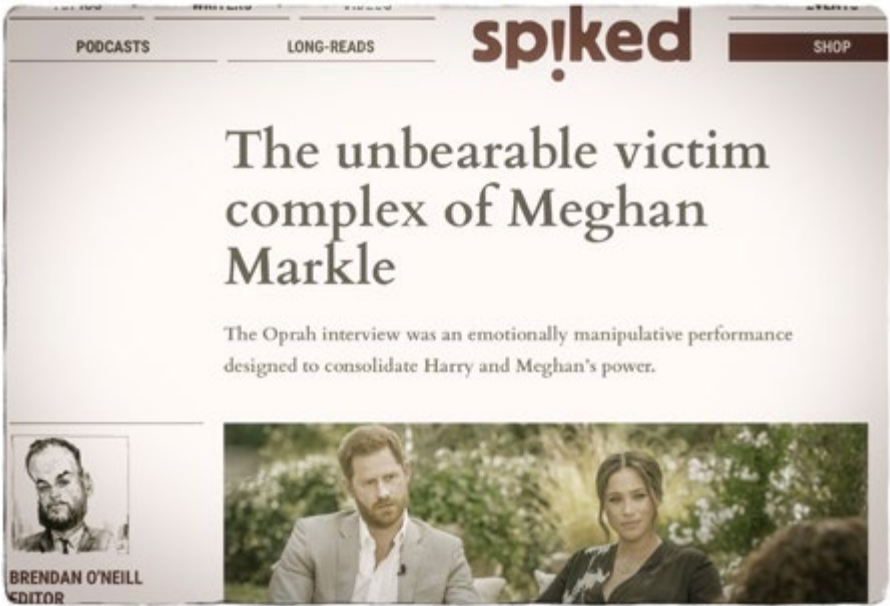 PODCASTS
LONG-READS
spiked
SHOP
The unbearable victim
complex of Meghan
Markle
The Oprah interview was an emotionally manipulative performance
designed to consolidate Harry and Meghan's power.
BRENDAN O'NEILL
EDITOR